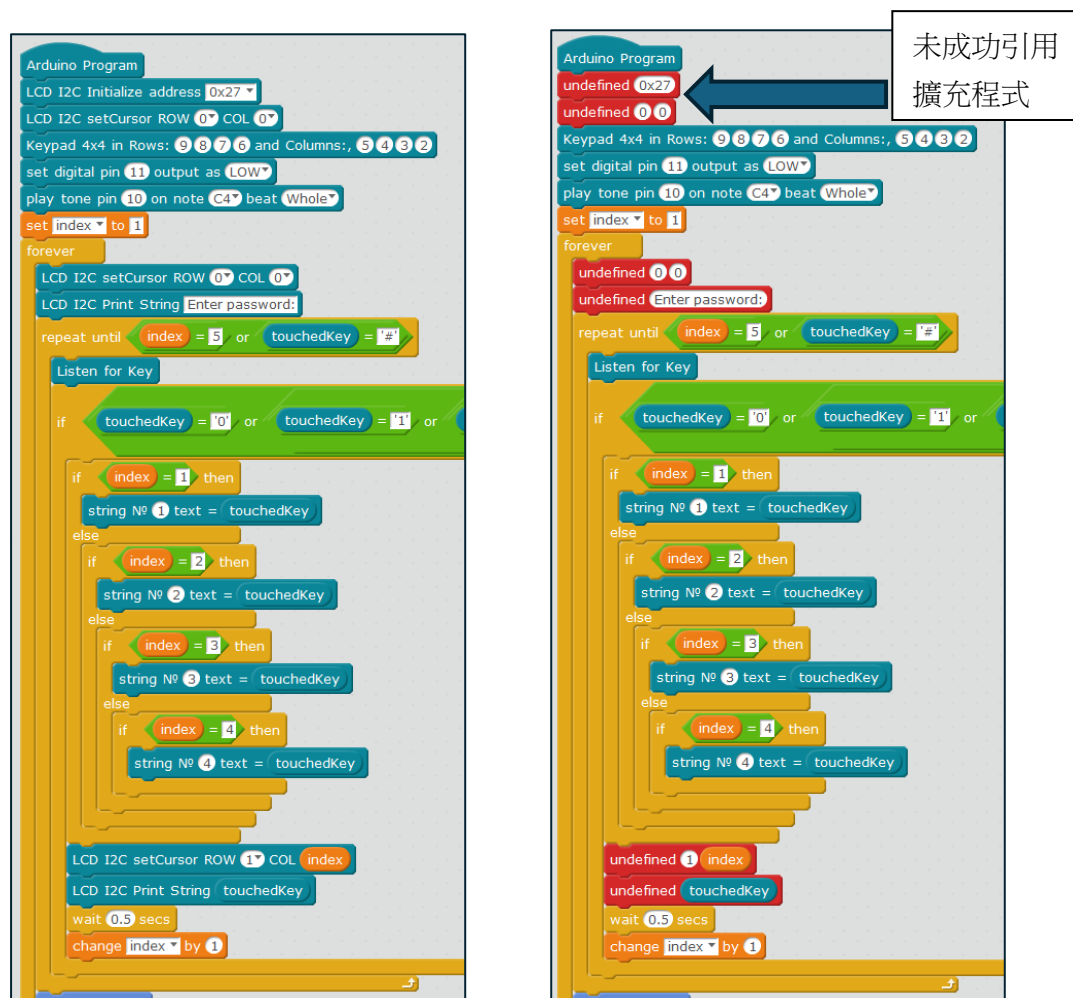 Arduino Program
LCD I2C Initialize address 0x27
LCD I2C setCursor ROW 0 COL 0
Keypad 4x4 in Rows: 9 8 7 6 and Columns:, 5 4 3 2
set digital pin 11 output as LOW
play tone pin 10 on note C4 beat Whole
set index to 1
forever
LCD I2C setCursor ROW 0 COL 0
LCD I2C Print String Enter password:
repeat until index = 5 or touchedKey = '#'
Listen for Key
if touchedKey = '0' or touchedKey = '1' or
if index = 1 then
string Nº 1 text = touchedKey
else
if index = 2 then
string Nº 2 text = touchedKey
else
if index = 3 then
string Nº 3 text = touchedKey
else
if index = 4 then
string Nº 4 text = touchedKey
LCD I2C setCursor ROW 1 COL index
LCD I2C Print String touchedKey
wait 0.5 secs
change index by 1
未成功引用
擴充程式
Arduino Program
undefined 0x27
undefined 0 0
Keypad 4x4 in Rows: 9 8 7 6 and Columns:, 5 4 3 2
set digital pin 11 output as LOW
play tone pin 10 on note C4 beat Whole
set index to 1
forever
undefined 0 0
undefined Enter password:
repeat until index = 5 or touchedKey = '#'
Listen for Key
if touchedKey = '0' or touchedKey = '1' or
if index = 1 then
string Nº 1 text = touchedKey
else
if index = 2 then
string Nº 2 text = touchedKey
else
if index = 3 then
string Nº 3 text = touchedKey
else
if index = 4 then
string Nº 4 text = touchedKey
undefined 1 index
undefined touchedKey
wait 0.5 secs
change index by 1